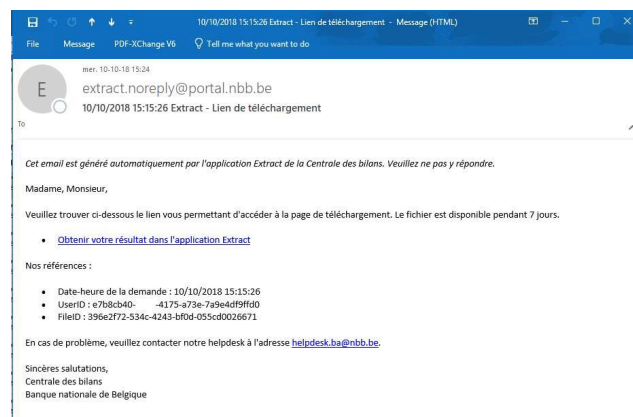 10/10/2018 15:15:26 Extract - Lien de téléchargement - Message (HTML)
File Message PDF-XChange V6 Tell me what you want to do
mer. 10-10-18 15:24
E
extract.noreply@portal.nbb.be
10/10/2018 15:15:26 Extract - Lien de téléchargement
To
Cet email est généré automatiquement par l'application Extract de la Centrale des bilans. Veuillez ne pas y répondre.
Madame, Monsieur,
Veuillez trouver ci-dessous le lien vous permettant d'accéder à la page de téléchargement. Le fichier est disponible pendant 7 jours.
• Obtenir votre résultat dans l'application Extract
Nos références :
• Date-heure de la demande : 10/10/2018 15:15:26
• UserID : e7b8cb40- -4175-a73e-7a9e4df9ffd0
• FileID : 396e2f72-534c-4243-bf0d-055cd0026671
En cas de problème, veuillez contacter notre helpdesk à l'adresse helpdesk.ba@nbb.be.
Sincères salutations,
Centrale des bilans
Banque nationale de Belgique